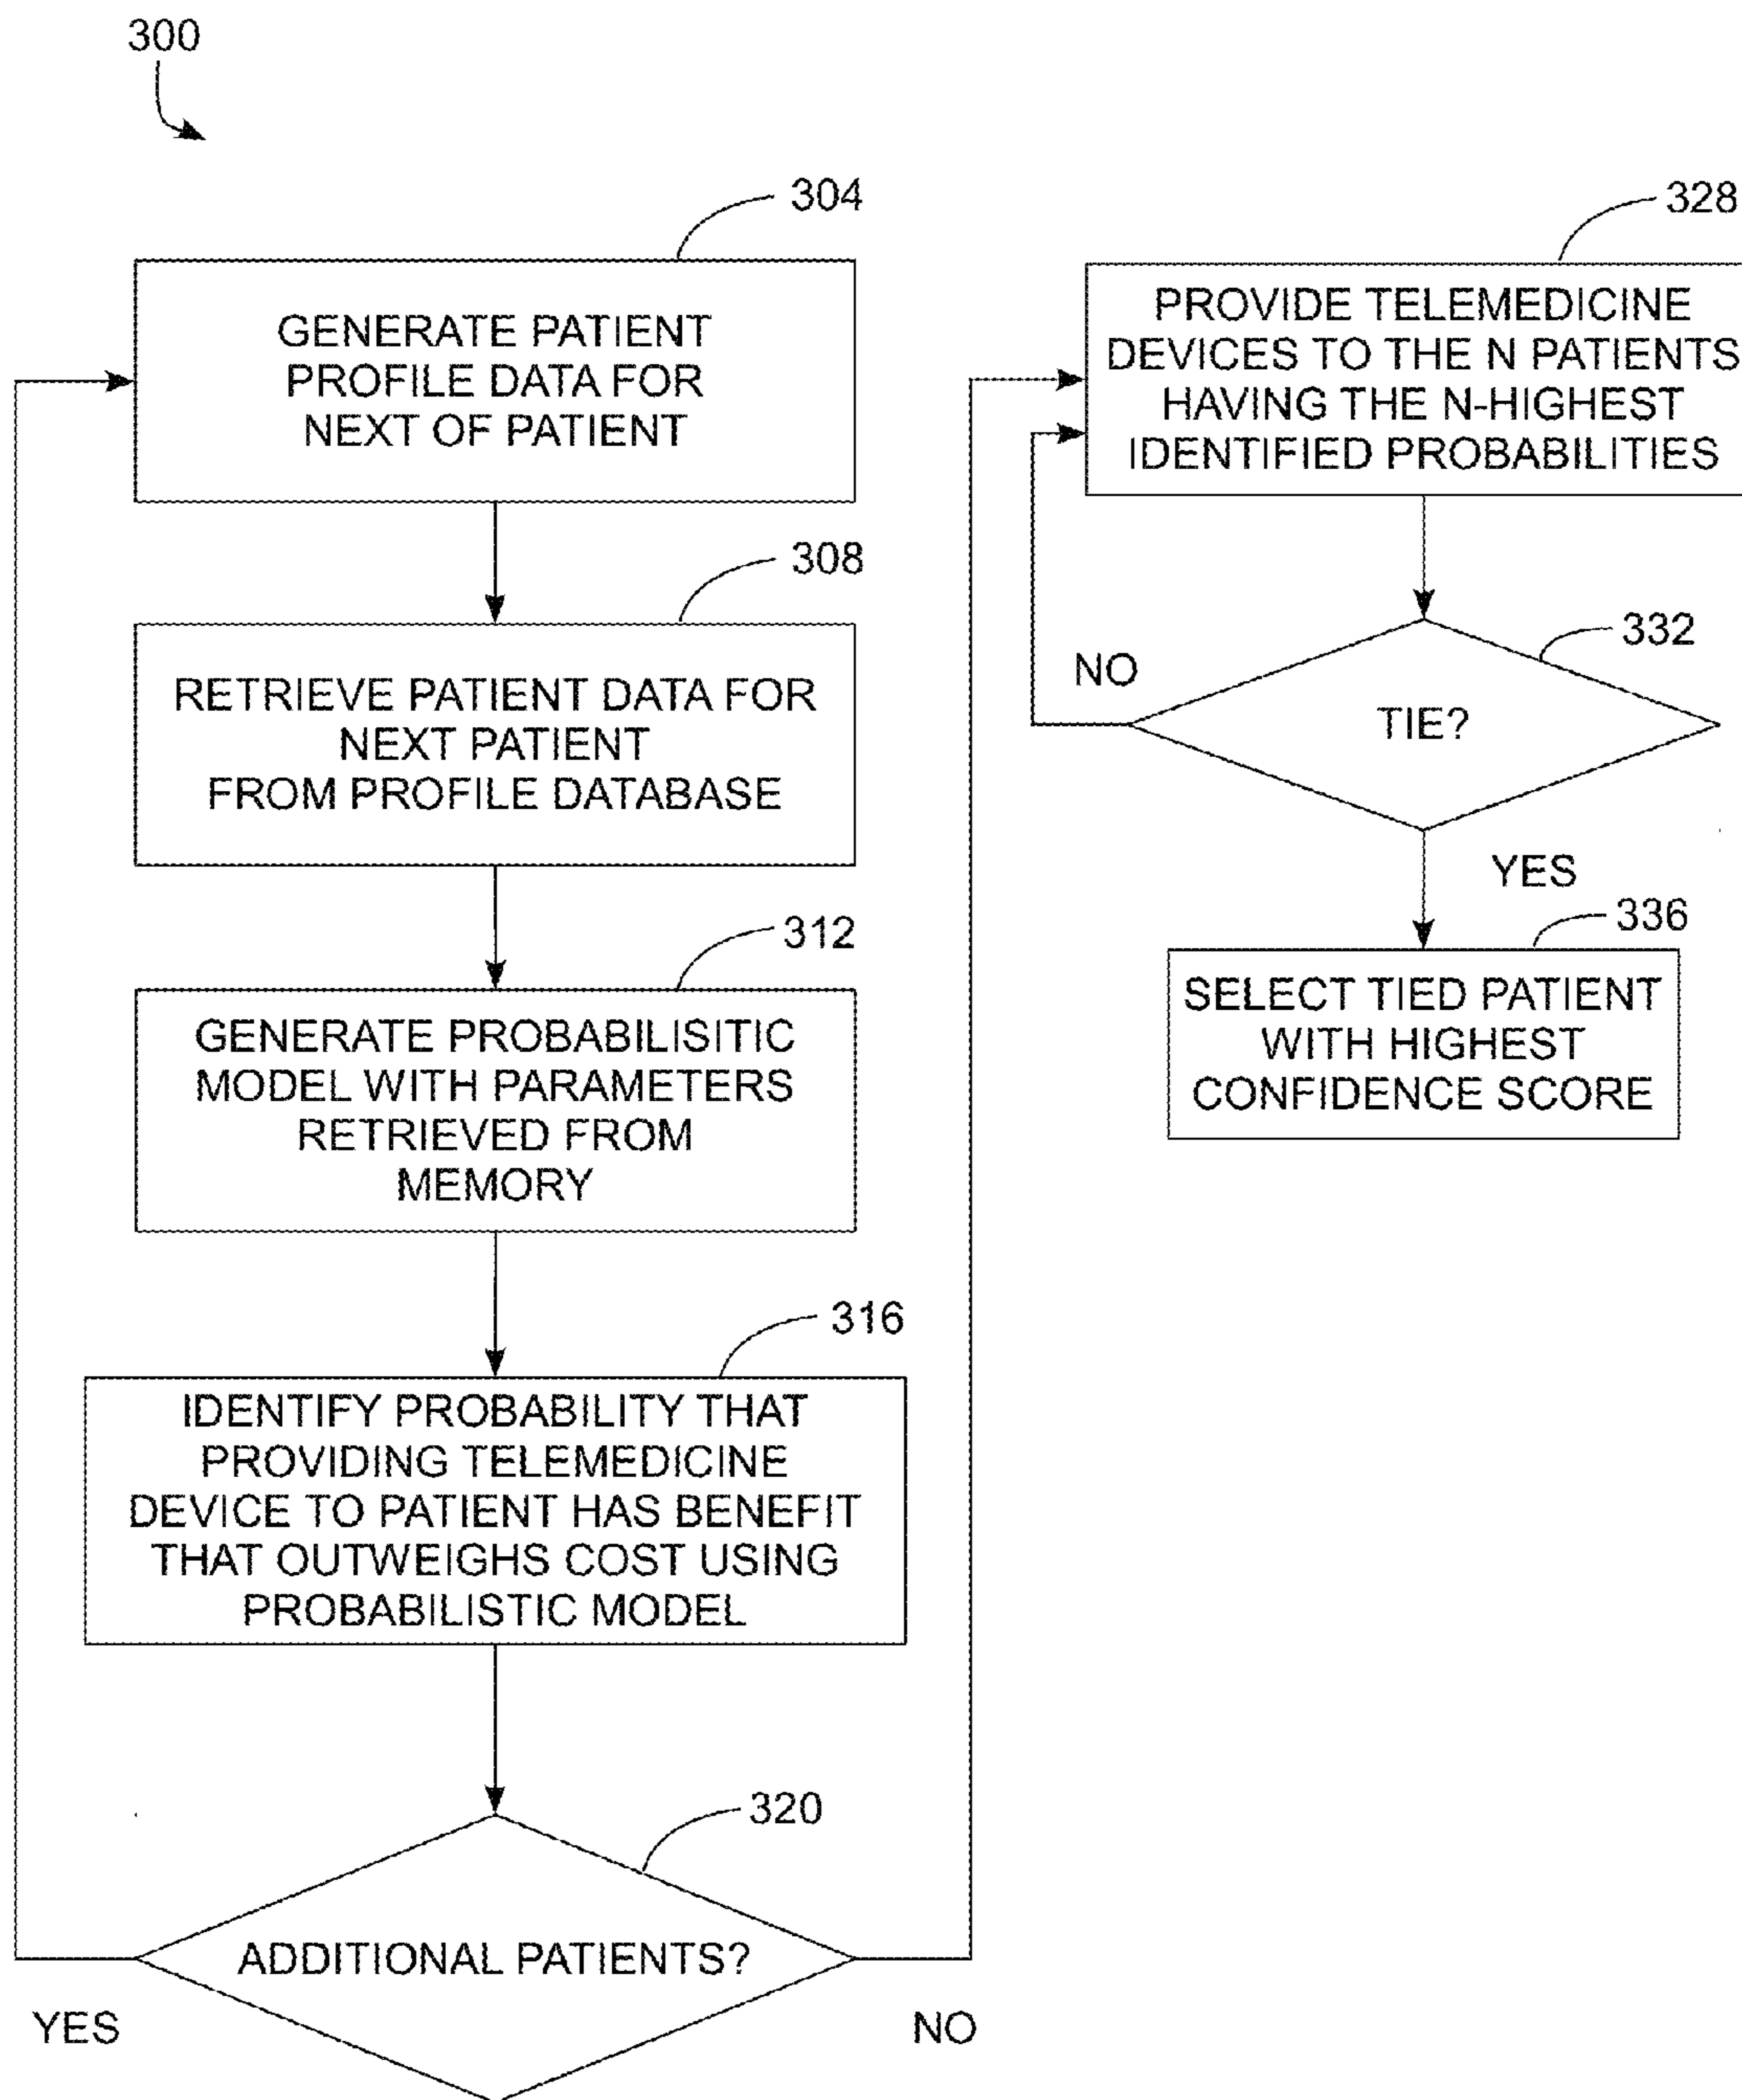 300
304
GENERATE PATIENT
PROFILE DATA FOR
NEXT OF PATIENT
308
RETRIEVE PATIENT DATA FOR
NEXT PATIENT
FROM PROFILE DATABASE
312
GENERATE PROBABILISITIC
MODEL WITH PARAMETERS
RETRIEVED FROM
MEMORY
316
IDENTIFY PROBABILITY THAT
PROVIDING TELEMEDICINE
DEVICE TO PATIENT HAS BENEFIT
THAT OUTWEIGHS COST USING
PROBABILISTIC MODEL
320
ADDITIONAL PATIENTS?
YES
NO
328
PROVIDE TELEMEDICINE
DEVICES TO THE N PATIENTS
HAVING THE N-HIGHEST
IDENTIFIED PROBABILITIES
332
NO
TIE?
YES
336
SELECT TIED PATIENT
WITH HIGHEST
CONFIDENCE SCORE